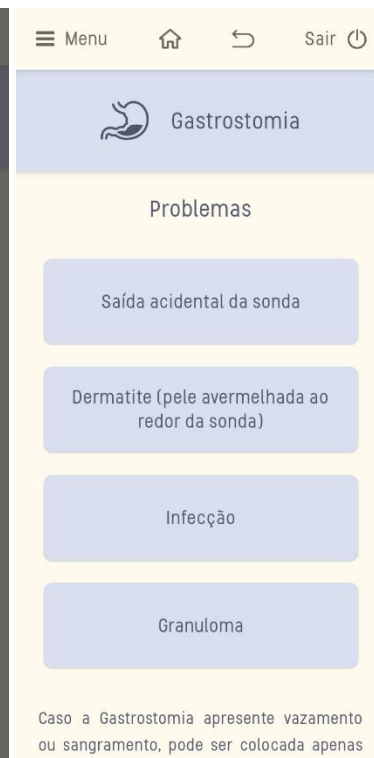 Menu Sair
Gastrostomia
Problemas
Saída acidental da sonda
Dermatite (pele avermelhada ao
redor da sonda)
Infecção
Granuloma
Caso a Gastrostomia apresente vazamento
ou sangramento, pode ser colocada apenas